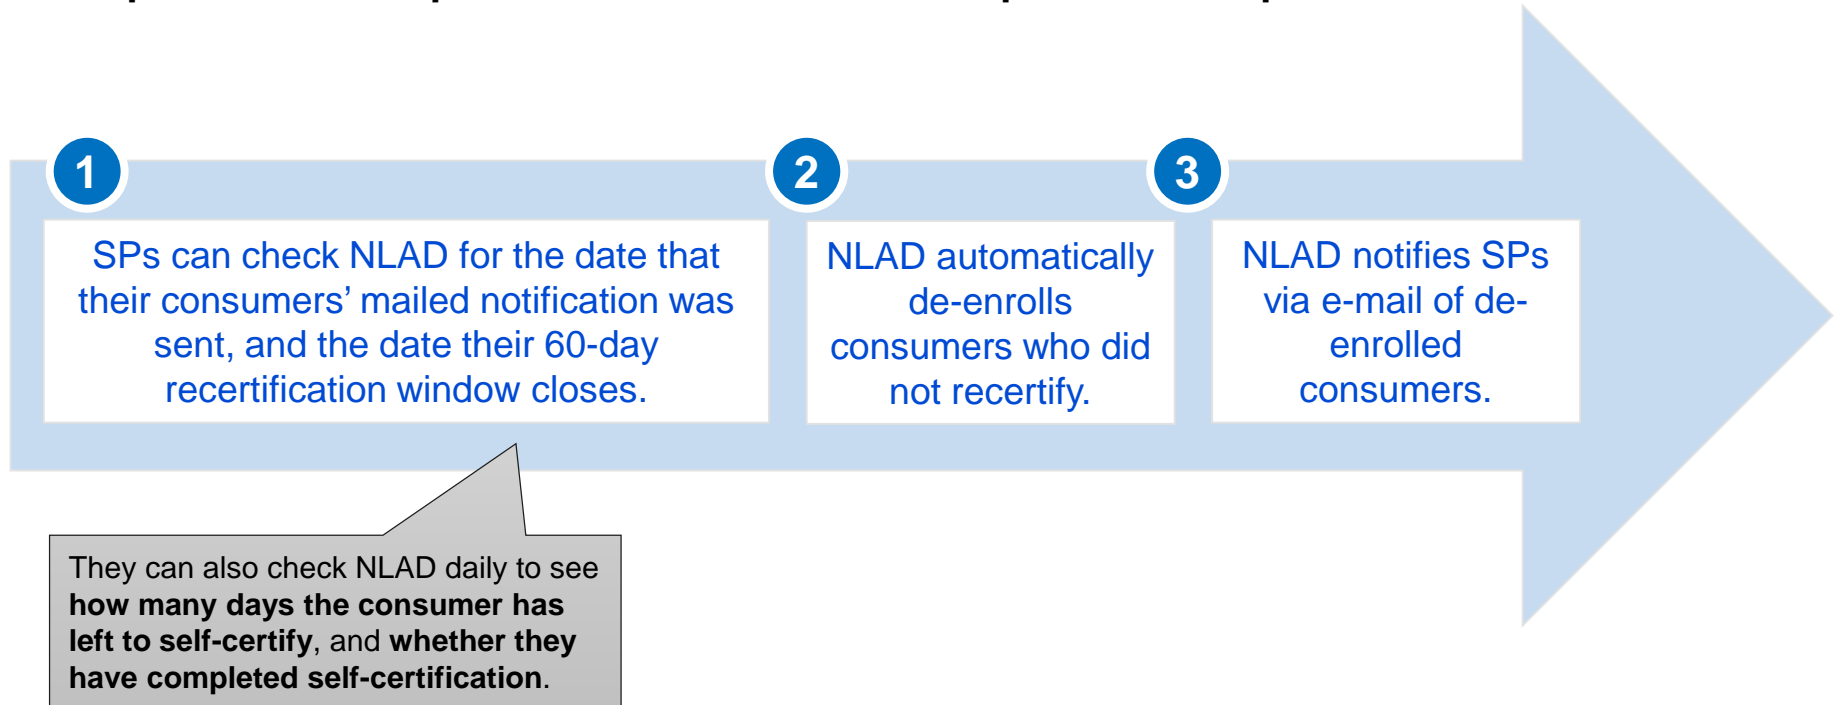 1
SPs can check NLAD for the date that
their consumers’ mailed notification was
sent, and the date their 60-day
recertification window closes.
2
NLAD automatically
de-enrolls
consumers who did
not recertify.
3
NLAD notifies SPs
via e-mail of de-
enrolled
consumers.
They can also check NLAD daily to see
how many days the consumer has
left to self-certify, and whether they
have completed self-certification.